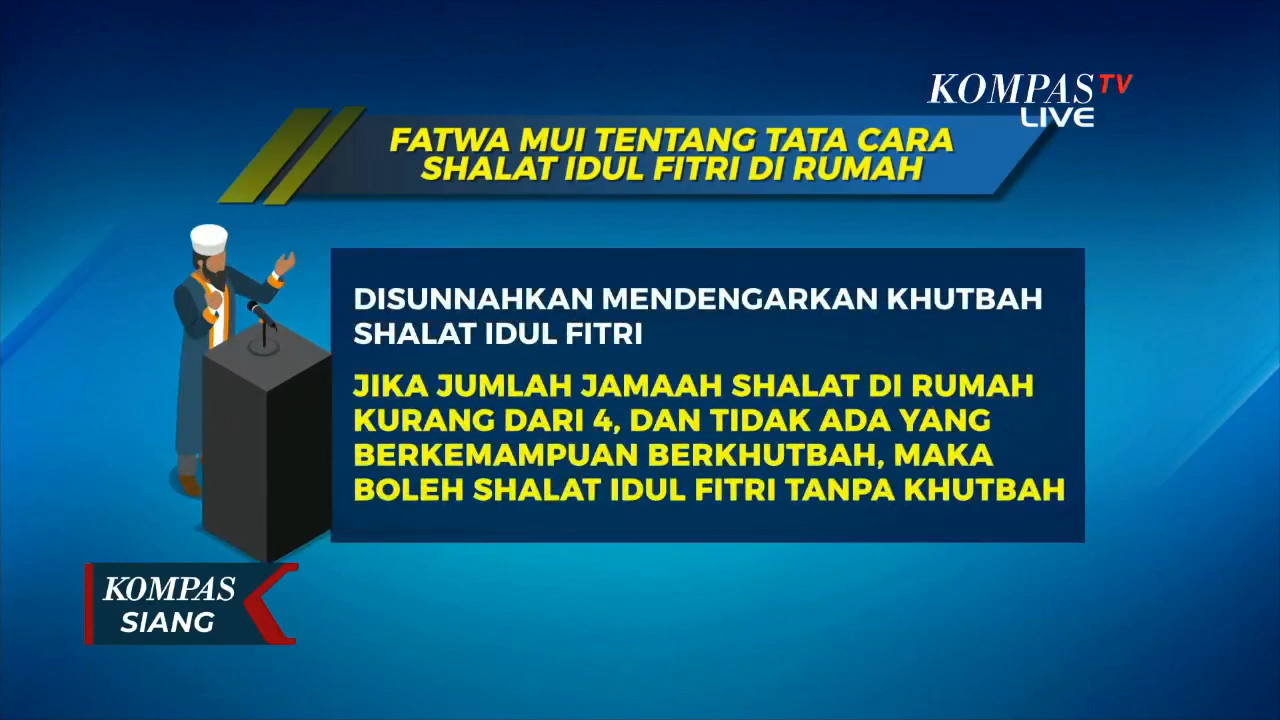 KOMPAS TV
LIVE
FATWA MUI TENTANG TATA CARA
SHALAT IDUL FITRI DI RUMAH
DISUNNAHKAN MENDENGARKAN KHUTBAH
SHALAT IDUL FITRI
JIKA JUMLAH JAMAAH SHALAT DI RUMAH
KURANG DARI 4, DAN TIDAK ADA YANG
BERKEMAMPUAN BERKHUTBAH, MAKA
BOLEH SHALAT IDUL FITRI TANPA KHUTBAH
KOMPAS
SIANG